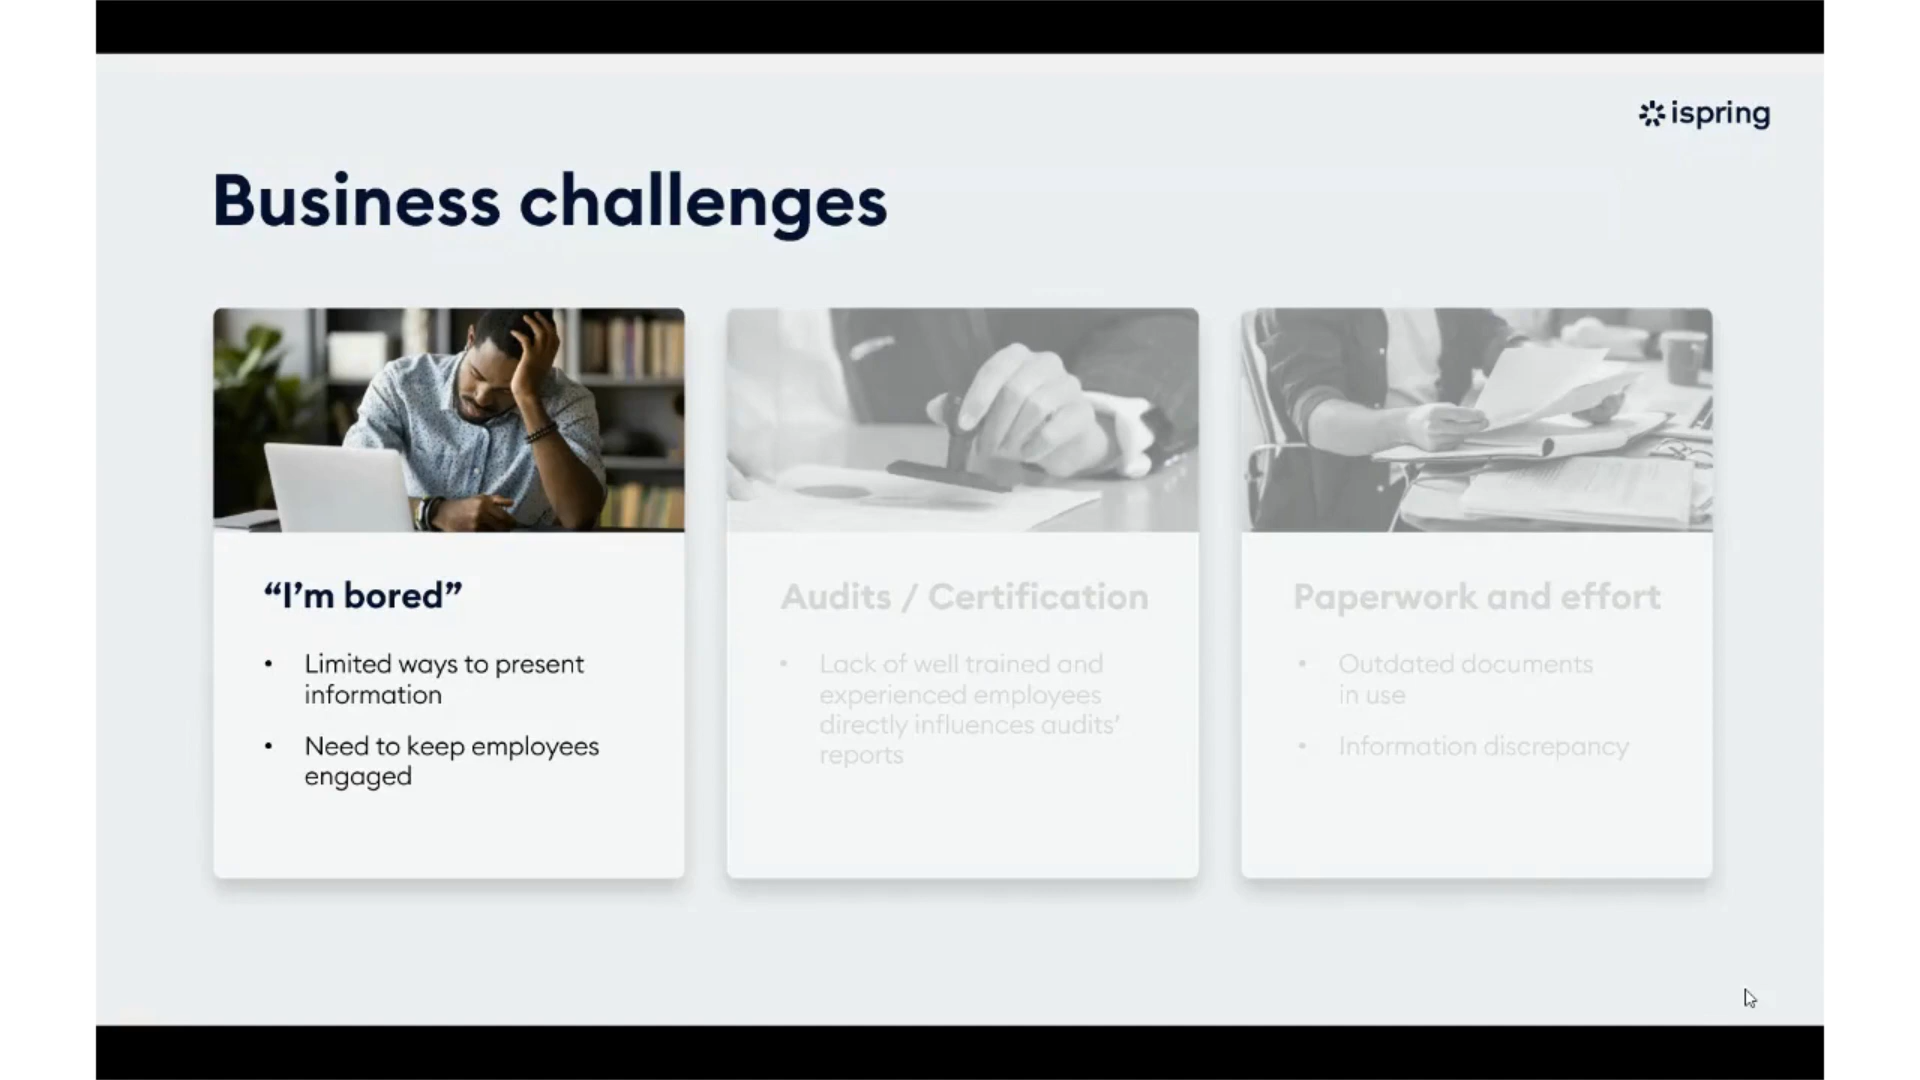 ispring
Business challenges
“I’m bored”
• Limited ways to present
information
• Need to keep employees
engaged
Audits / Certification
• Lack of well trained and
experienced employees
directly influences audits’
reports
Paperwork and effort
• Outdated documents
in use
• Information discrepancy